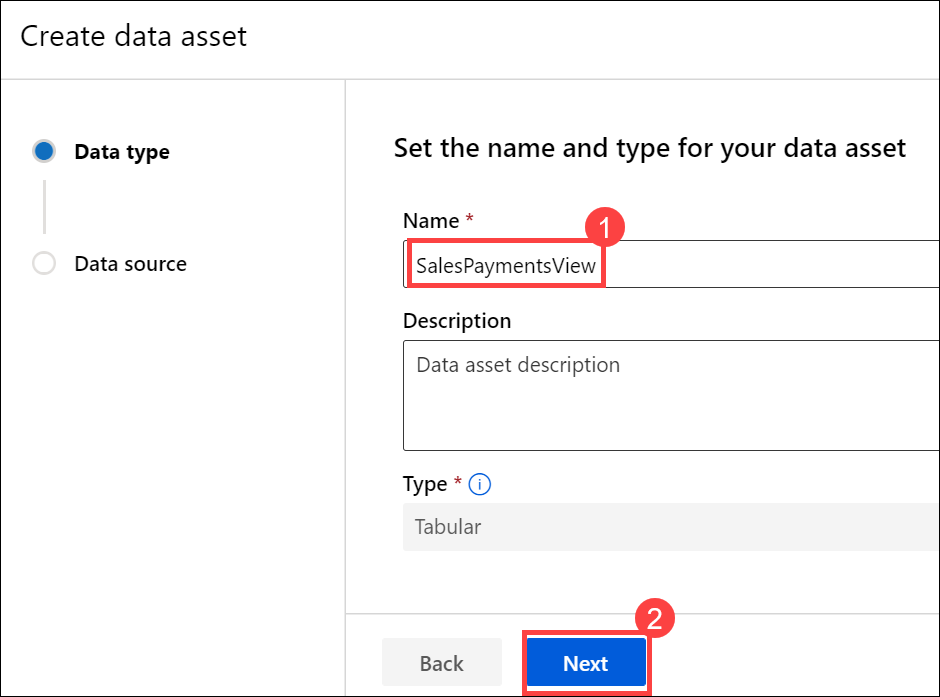 Create data asset
Data type
Data source
Set the name and type for your data asset
Name *
1
SalesPaymentsView
Description
Data asset description
Type * i
Tabular
2
Back
Next